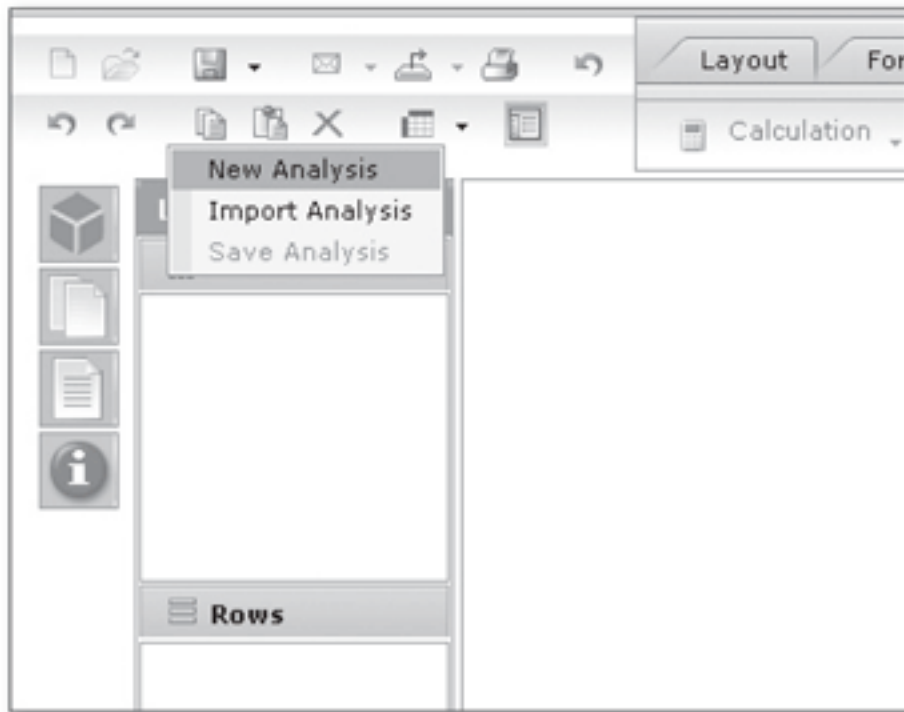 Layout
Calculation
New Analysis
Import Analysis
Save Analysis
Rows